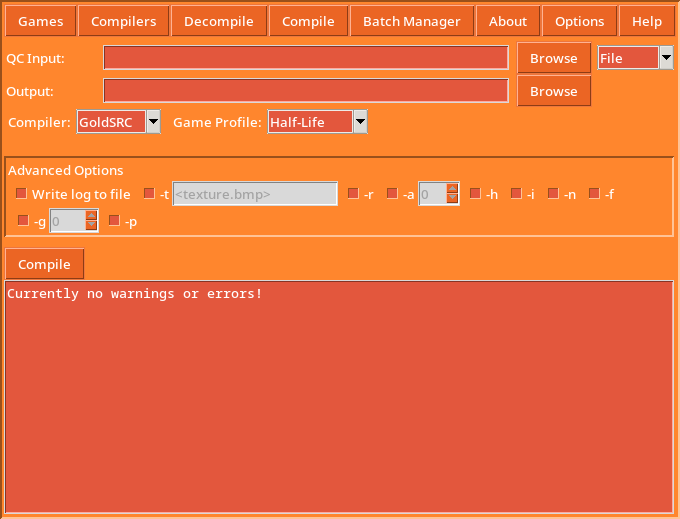 Games Compilers Decompile Compile Batch Manager About Options Help
QC Input: Browse File
Output: Browse
Compiler: GoldSRC Game Profile: Half-Life
Advanced Options
Write log to file -t <texture.bmp> -r -a 0 -h -i -n -f
-g 0 -p
Compile
Currently no warnings or errors!